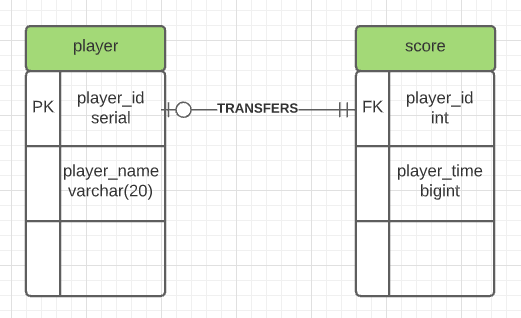 player
score
PK
player_id
serial
TRANSFERS
FK
player_id
int
player_name
varchar(20)
player_time
bigint